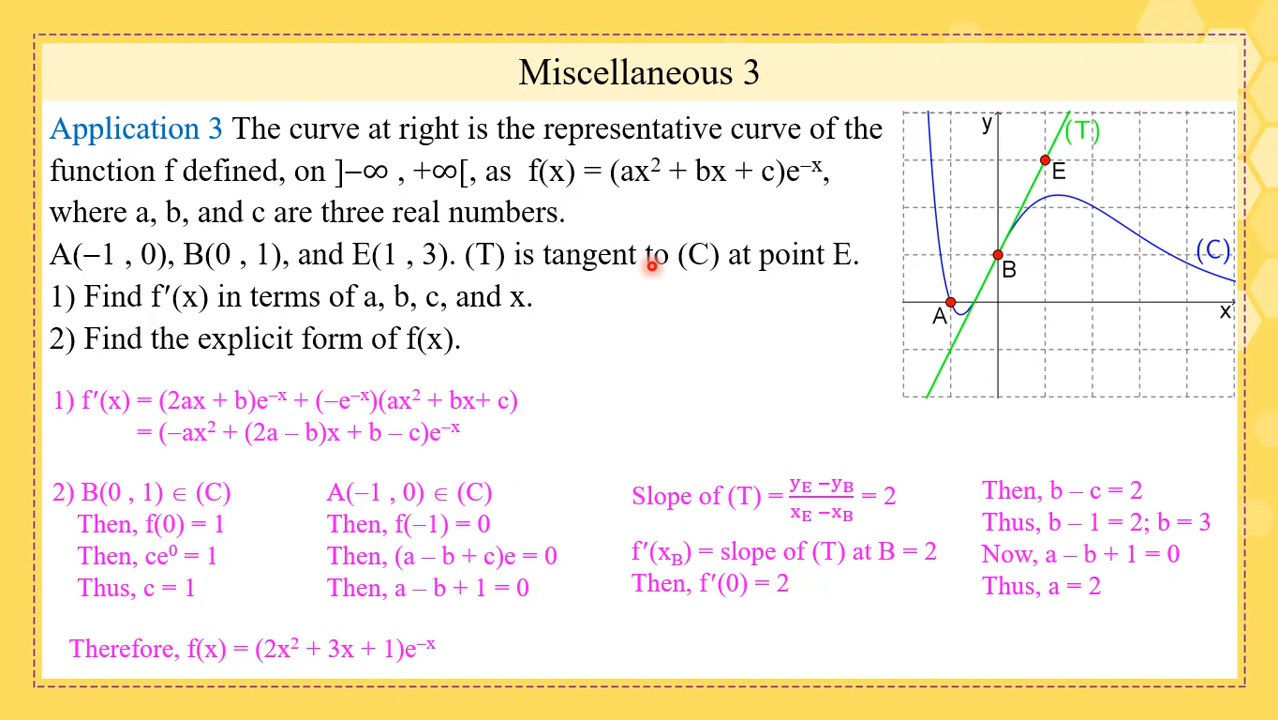 Miscellaneous 3
Application 3 The curve at right is the representative curve of the
function f defined, on ]−∞ , +∞[, as f(x) = (ax² + bx + c)e⁻ˣ,
where a, b, and c are three real numbers.
A(−1 , 0), B(0 , 1), and E(1 , 3). (T) is tangent to (C) at point E.
1) Find f′(x) in terms of a, b, c, and x.
2) Find the explicit form of f(x).
y
(T)
E
B
(C)
A
x
1) f′(x) = (2ax + b)e⁻ˣ + (−e⁻ˣ)(ax² + bx+ c)
= (−ax² + (2a – b)x + b – c)e⁻ˣ
2) B(0 , 1) ∈ (C)
Then, f(0) = 1
Then, ce⁰ = 1
Thus, c = 1
A(−1 , 0) ∈ (C)
Then, f(−1) = 0
Then, (a – b + c)e = 0
Then, a – b + 1 = 0
Slope of (T) = (y_E −y_B)/(x_E −x_B) = 2
f′(x_B) = slope of (T) at B = 2
Then, f′(0) = 2
Then, b – c = 2
Thus, b – 1 = 2; b = 3
Now, a – b + 1 = 0
Thus, a = 2
Therefore, f(x) = (2x² + 3x + 1)e⁻ˣ